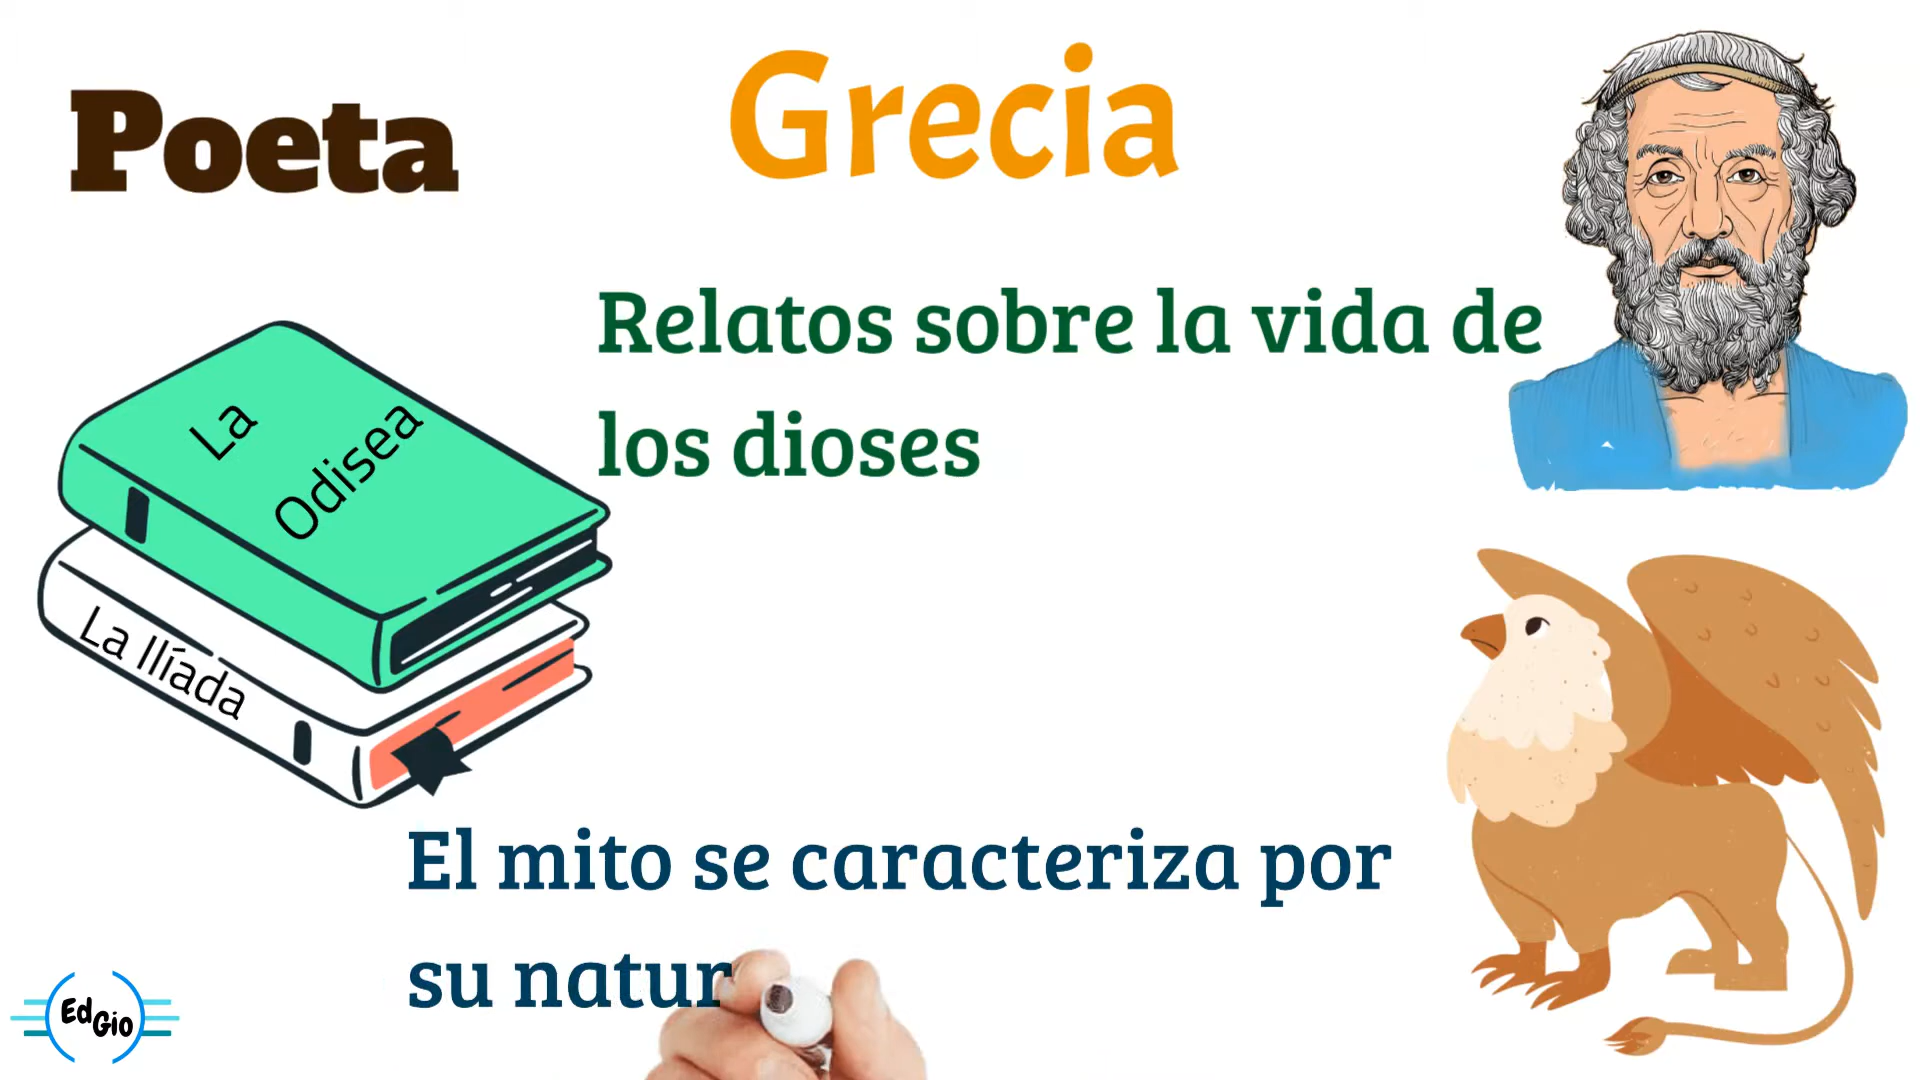 Poeta
Grecia
Relatos sobre la vida de
los dioses
La
Odisea
La Ilíada
El mito se caracteriza por
su natur
EdGio